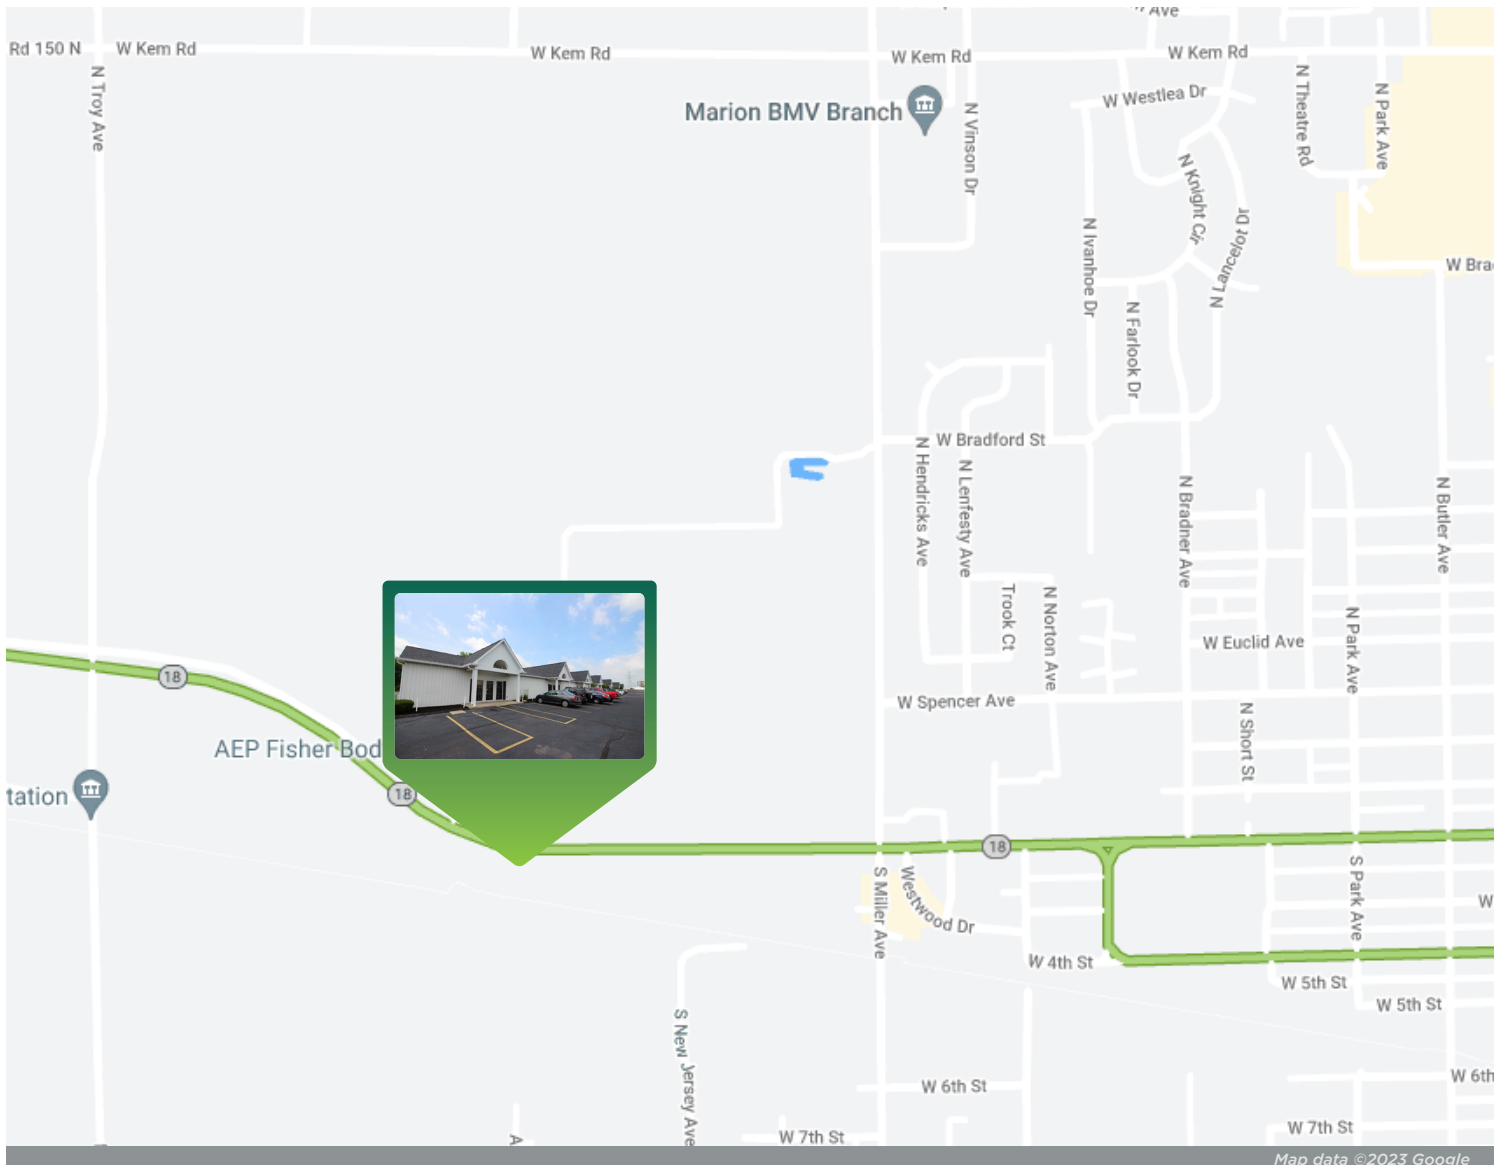 Ave
Rd 150 N
W Kem Rd
W Kem Rd
W Kem Rd
W Kem Rd
N Troy Ave
Marion BMV Branch
N Vinson Dr
W Westlea Dr
N Theatre Rd
N Park Ave
N Knight Cir
N Lancelot Dr
N Ivanhoe Dr
N Farlook Dr
W Bra
W Bradford St
N Hendricks Ave
N Lenfesty Ave
N Bradner Ave
N Butler Ave
Trook Ct
N Norton Ave
W Euclid Ave
N Park Ave
W Spencer Ave
N Short St
18
AEP Fisher Bod
18
tation
18
S Miller Ave
Westwood Dr
S Park Ave
W
W 4th St
W 5th St
W 5th St
S New Jersey Ave
W 6th St
W 6th
W 7th St
W 7th St
A
Map data ©2023 Google